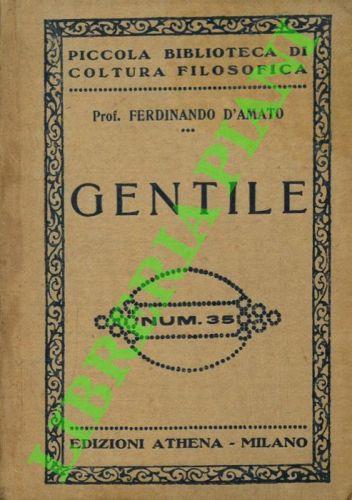 PICCOLA BIBLIOTECA DI
COLTURA FILOSOFICA
Prof. FERDINANDO D'AMATO
GENTILE
NUM. 35
EDIZIONI ATHENA - MILANO
LIBRERIA PIANI